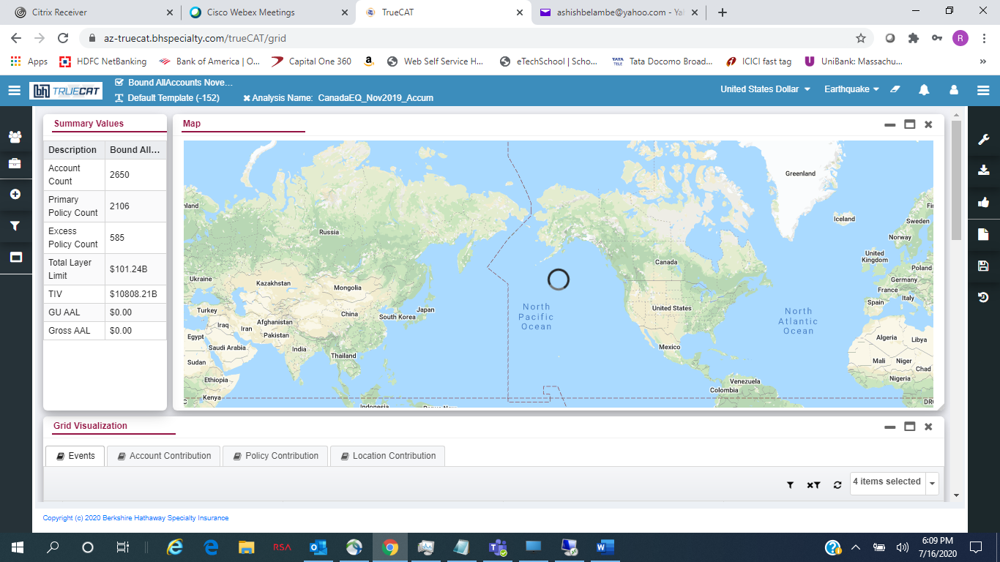 Citrix Receiver
Cisco Webex Meetings
TrueCAT
ashishbelambe@yahoo.com - Ya
az-truecat.bhspecialty.com/trueCAT/grid
R
Apps
HDFC NetBanking
Bank of America | O...
Capital One 360
Web Self Service H...
eTechSchool | Scho...
TATA TELE
Tata Docomo Broad...
ICICI fast tag
UniBank: Massachu...
»
bh TRUECAT
Bound AllAccounts Nove...
Default Template (-152)
Analysis Name: CanadaEQ_Nov2019_Accum
United States Dollar
Earthquake
Summary Values
Description Bound All...
Account Count 2650
Primary Policy Count 2106
Excess Policy Count 585
Total Layer Limit $101.24B
TIV $10808.21B
GU AAL $0.00
Gross AAL $0.00
Map
Greenland
nland
Fi
Iceland
Sweden
Russia
Norway
United Kingdom
Canada
Poland
Ukraine
Kazakhstan
Mongolia
Germany
France
Italy
Spain
Turkey
China
South Korea
Japan
North Pacific Ocean
United States
North Atlantic Ocean
Iraq
Iran
Afghanistan
Pakistan
Egypt
Saudi Arabia
India
Thailand
Mexico
Algeria
Libya
Sudan
Mali
Niger
Chad
Ethiopia
Nigeria
Venezuela
Colombia
Kenya
Indonesia
DR
Grid Visualization
Events
Account Contribution
Policy Contribution
Location Contribution
4 items selected
Copyright (c) 2020 Berkshire Hathaway Specialty Insurance
RSA
6:09 PM
7/16/2020